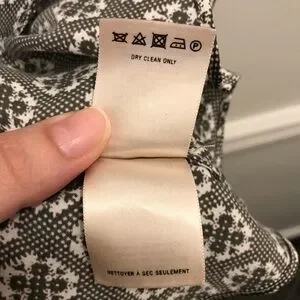 DRY CLEAN ONLY
NETTOYER À SEC SEULEMENT